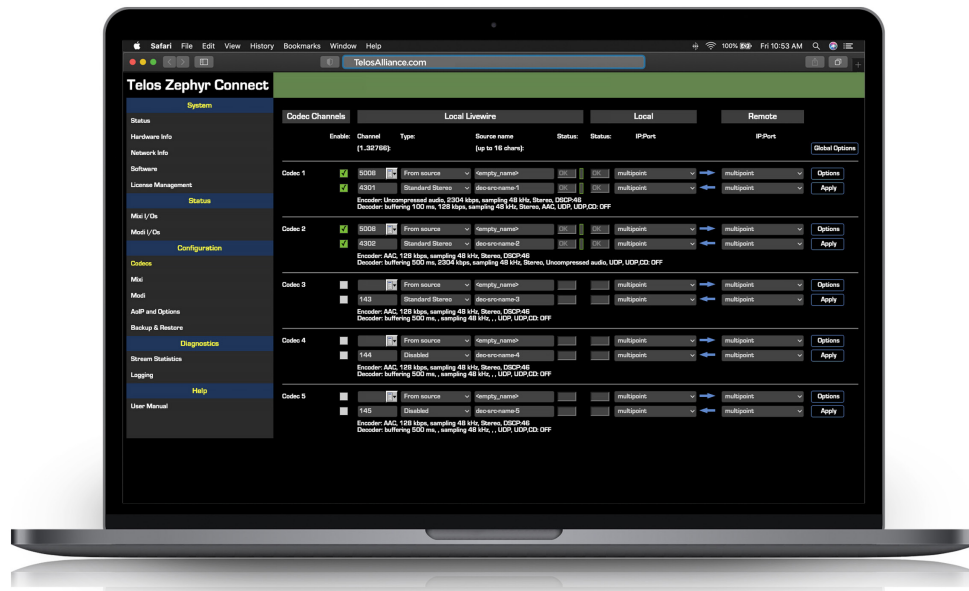 Safari File Edit View History Bookmarks Window Help 100% Fri 10:53 AM
TelosAlliance.com
Telos Zephyr Connect
System
Status
Hardware Info
Network Info
Software
License Management
Status
Mixi I/Os
Modi I/Os
Configuration
Codecs
Mixi
Modi
AoIP and Options
Backup & Restore
Diagnostics
Stream Statistics
Logging
Help
User Manual
Codec Channels Local Livewire Local Remote
Enable: Channel Type: Source name Status: Status: IP:Port IP:Port
(1.32766): (up to 16 chars): Global Options
Codec 1 5008 From source <empty_name> OK OK multipoint multipoint Options
4301 Standard Stereo dec-src-name-1 OK OK multipoint multipoint Apply
Encoder: Uncompressed audio, 2304 kbps, sampling 48 kHz, Stereo, DSCP:46
Decoder: buffering 100 ms, 128 kbps, sampling 48 kHz, Stereo, AAC, UDP, UDP,CD: OFF
Codec 2 5008 From source <empty_name> OK OK multipoint multipoint Options
4302 Standard Stereo dec-src-name-2 OK OK multipoint multipoint Apply
Encoder: AAC, 128 kbps, sampling 48 kHz, Stereo, DSCP:46
Decoder: buffering 500 ms, 2304 kbps, sampling 48 kHz, Stereo, Uncompressed audio, UDP, UDP,CD: OFF
Codec 3 From source <empty_name> multipoint multipoint Options
143 Standard Stereo dec-src-name-3 multipoint multipoint Apply
Encoder: AAC, 128 kbps, sampling 48 kHz, Stereo, DSCP:46
Decoder: buffering 500 ms, , sampling 48 kHz, , , UDP, UDP,CD: OFF
Codec 4 From source <empty_name> multipoint multipoint Options
144 Disabled dec-src-name-4 multipoint multipoint Apply
Encoder: AAC, 128 kbps, sampling 48 kHz, Stereo, DSCP:46
Decoder: buffering 500 ms, , sampling 48 kHz, , , UDP, UDP,CD: OFF
Codec 5 From source <empty_name> multipoint multipoint Options
145 Disabled dec-src-name-5 multipoint multipoint Apply
Encoder: AAC, 128 kbps, sampling 48 kHz, Stereo, DSCP:46
Decoder: buffering 500 ms, , sampling 48 kHz, , , UDP, UDP,CD: OFF